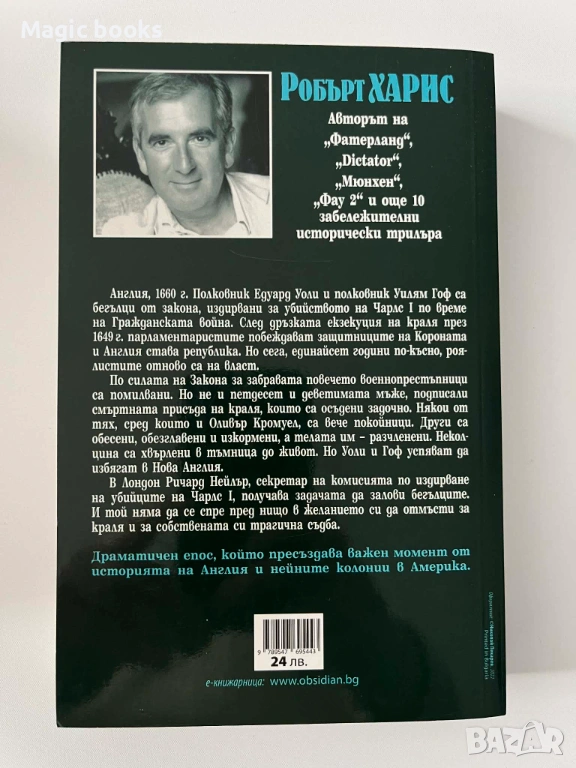 Magic books
РОБЪРТ ХАРИС
Авторът на
„Фатерланд“,
„Dictator“,
„Мюнхен“,
„Фау 2“ и още 10
забележителни
исторически трилъра
Англия, 1660 г. Полковник Едуард Уоли и полковник Уилям Гоф са
бегълци от закона, издирвани за убийството на Чарлс I по време
на Гражданската война. След дръзката екзекуция на краля през
1649 г. парламентаристите побеждават защитниците на Короната
и Англия става република. Но сега, единайсет години по-късно, роя-
листите отново са на власт.
По силата на Закона за забравата повечето военнопрестъпници
са помилвани. Но не и петдесет и деветимата мъже, подписали
смъртната присъда на краля, които са осъдени задочно. Някои от
тях, сред които и Оливър Кромуел, са вече покойници. Други са
обесени, обезглавени и изкормени, а телата им – разчленени. Някол-
цина са хвърлени в тъмница до живот. Но Уоли и Гоф успяват да
избягат в Нова Англия.
В Лондон Ричард Нейлър, секретар на комисията по издирване
на убийците на Чарлс I, получава задачата да залови бегълците.
И той няма да се спре пред нищо в желанието си да отмъсти за
краля и за собствената си трагична съдба.
Драматичен епос, който пресъздава важен момент от
историята на Англия и нейните колонии в Америка.
9 789547 695443
24 ЛВ.
е-книжарница: www.obsidian.bg
Printed in Bulgaria
BAZAR